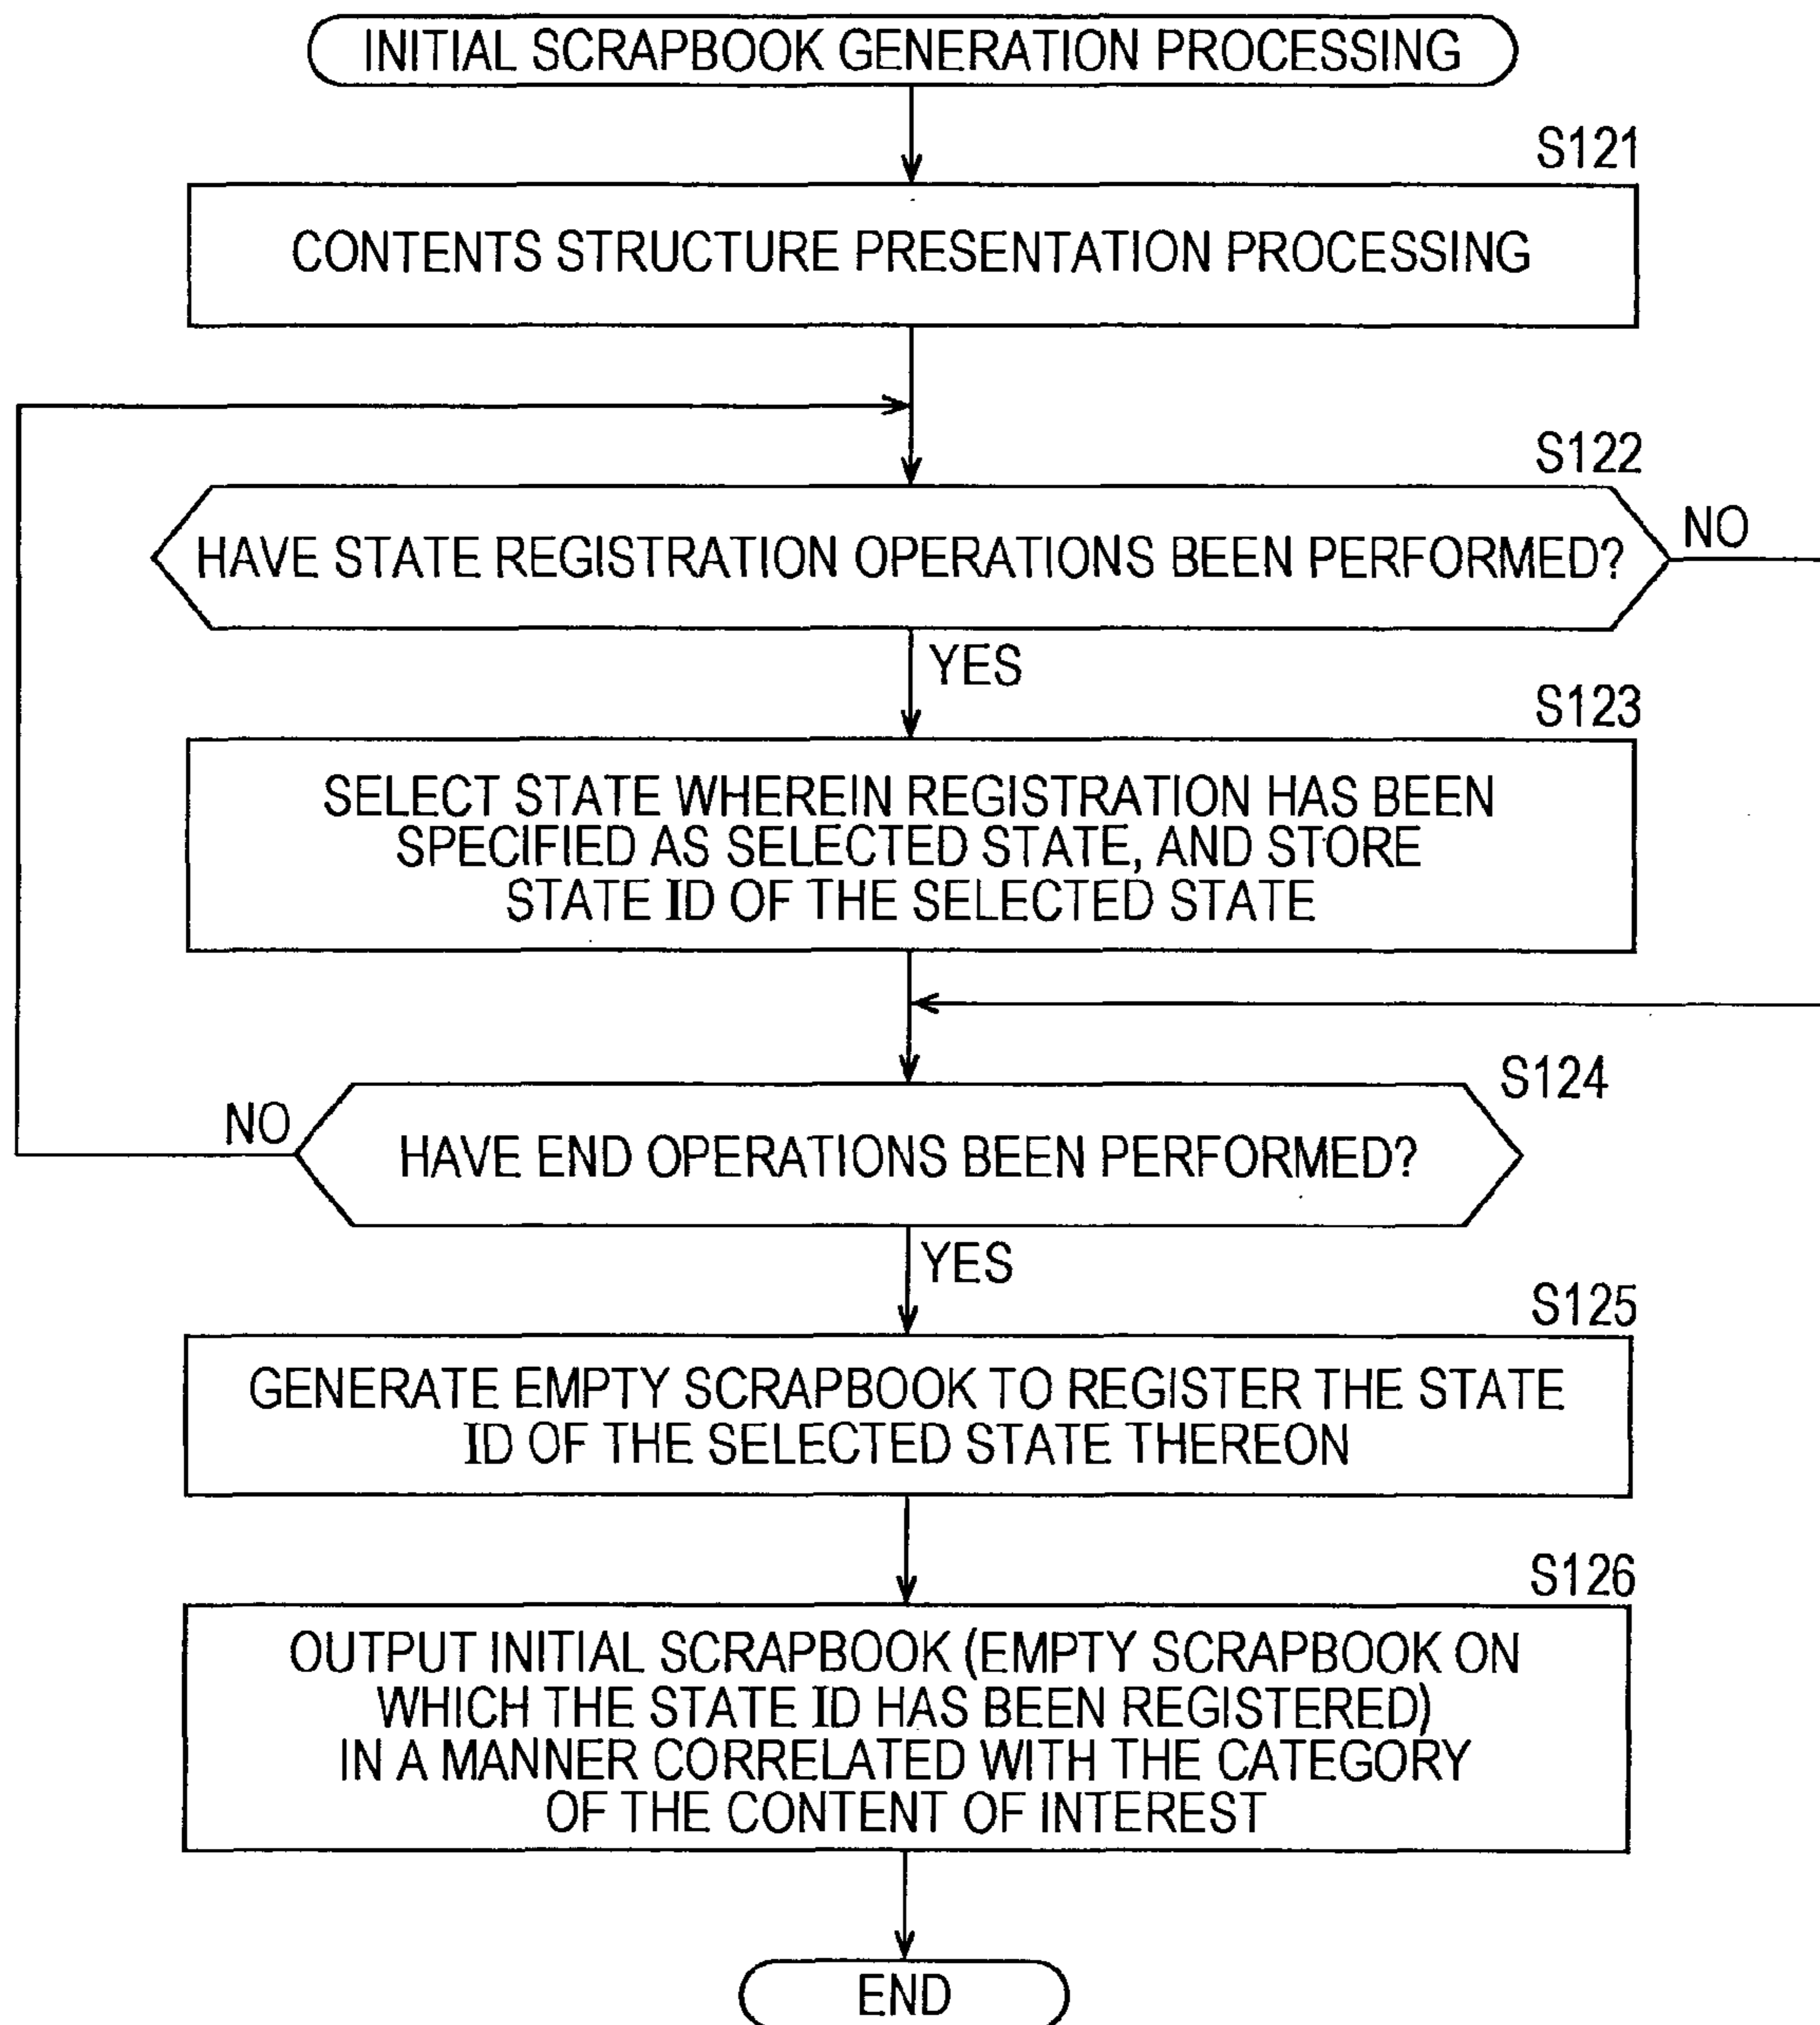 INITIAL SCRAPBOOK GENERATION PROCESSING
S121
CONTENTS STRUCTURE PRESENTATION PROCESSING
S122
HAVE STATE REGISTRATION OPERATIONS BEEN PERFORMED?
NO
YES
S123
SELECT STATE WHEREIN REGISTRATION HAS BEEN
SPECIFIED AS SELECTED STATE, AND STORE
STATE ID OF THE SELECTED STATE
S124
NO
HAVE END OPERATIONS BEEN PERFORMED?
YES
S125
GENERATE EMPTY SCRAPBOOK TO REGISTER THE STATE
ID OF THE SELECTED STATE THEREON
S126
OUTPUT INITIAL SCRAPBOOK (EMPTY SCRAPBOOK ON
WHICH THE STATE ID HAS BEEN REGISTERED)
IN A MANNER CORRELATED WITH THE CATEGORY
OF THE CONTENT OF INTEREST
END